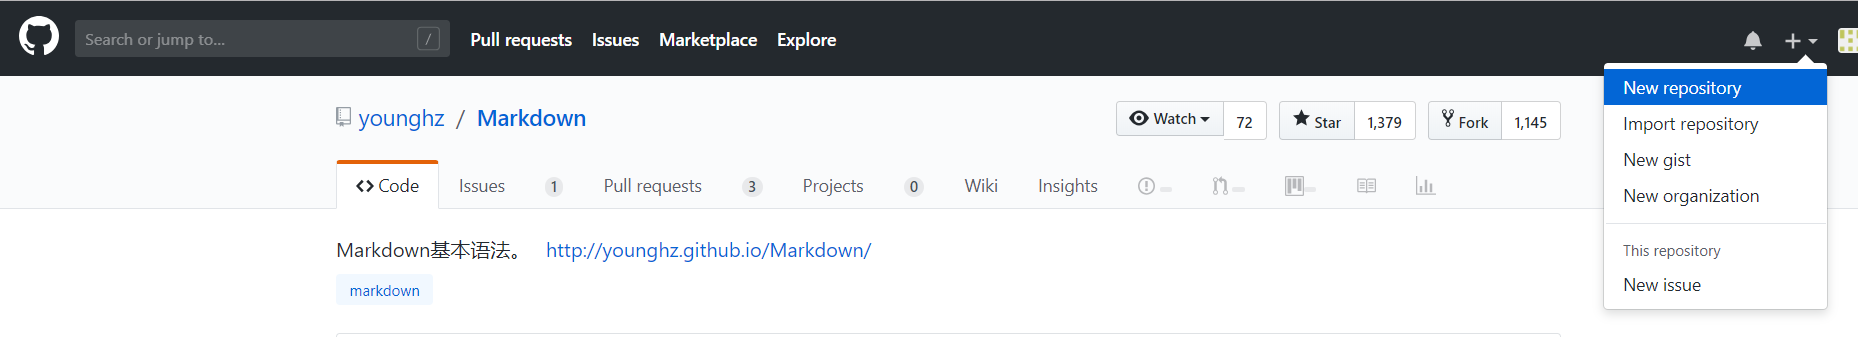 Search or jump to... /
Pull requests Issues Marketplace Explore
New repository
Import repository
New gist
New organization
This repository
New issue
younghz / Markdown
Watch 72
Star 1,379
Fork 1,145
Code Issues 1 Pull requests 3 Projects 0 Wiki Insights
Markdown基本语法。 http://younghz.github.io/Markdown/
markdown